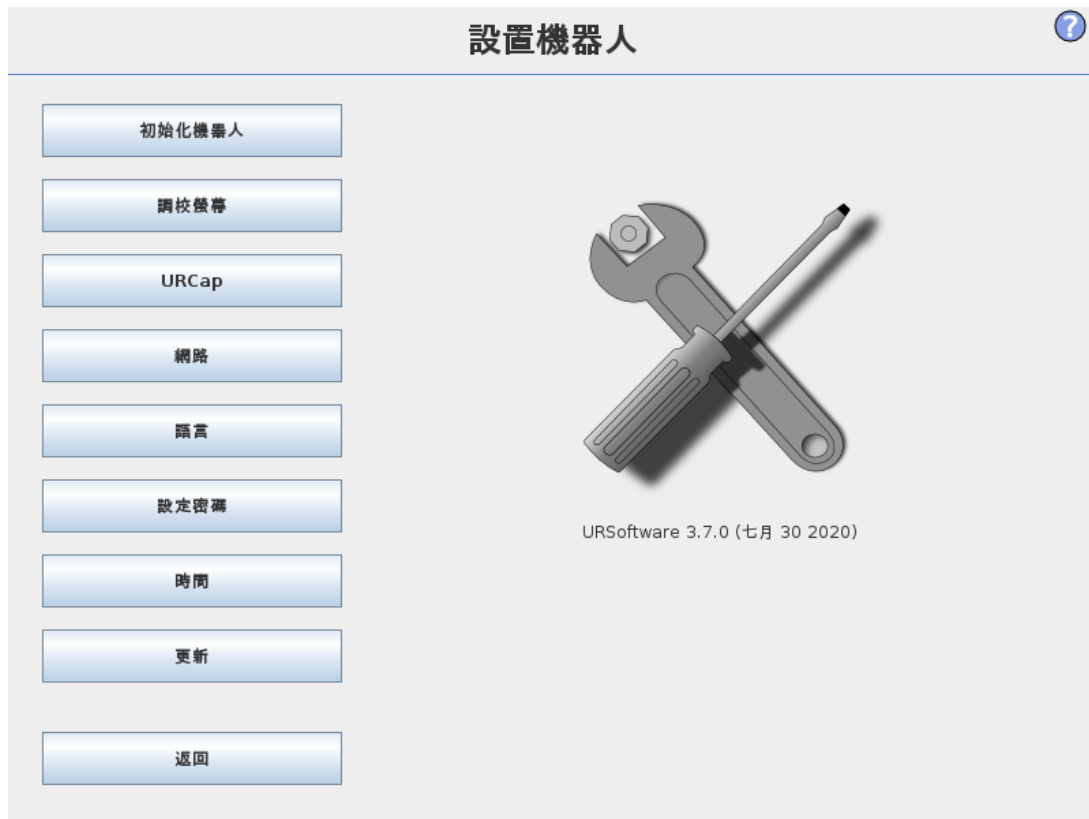 設置機器人
?
初始化機器人
調校螢幕
URCap
網路
語言
設定密碼
時間
更新
返回
URSoftware 3.7.0 (七月 30 2020)